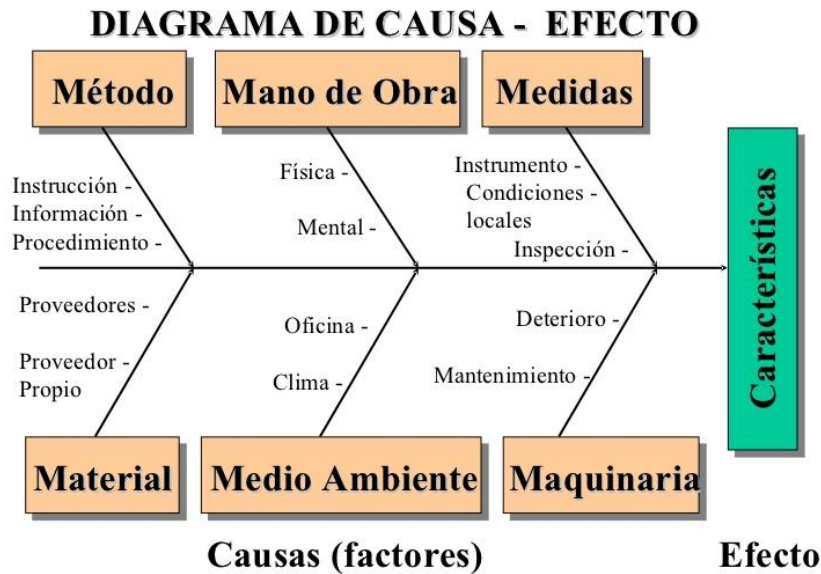 DIAGRAMA DE CAUSA - EFECTO
Método
Mano de Obra
Medidas
Instrucción -
Información -
Procedimiento -
Física -
Mental -
Instrumento -
Condiciones -
locales
Inspección -
Características
Proveedores -
Proveedor -
Propio
Oficina -
Clima -
Deterioro -
Mantenimiento -
Material
Medio Ambiente
Maquinaria
Causas (factores)
Efecto